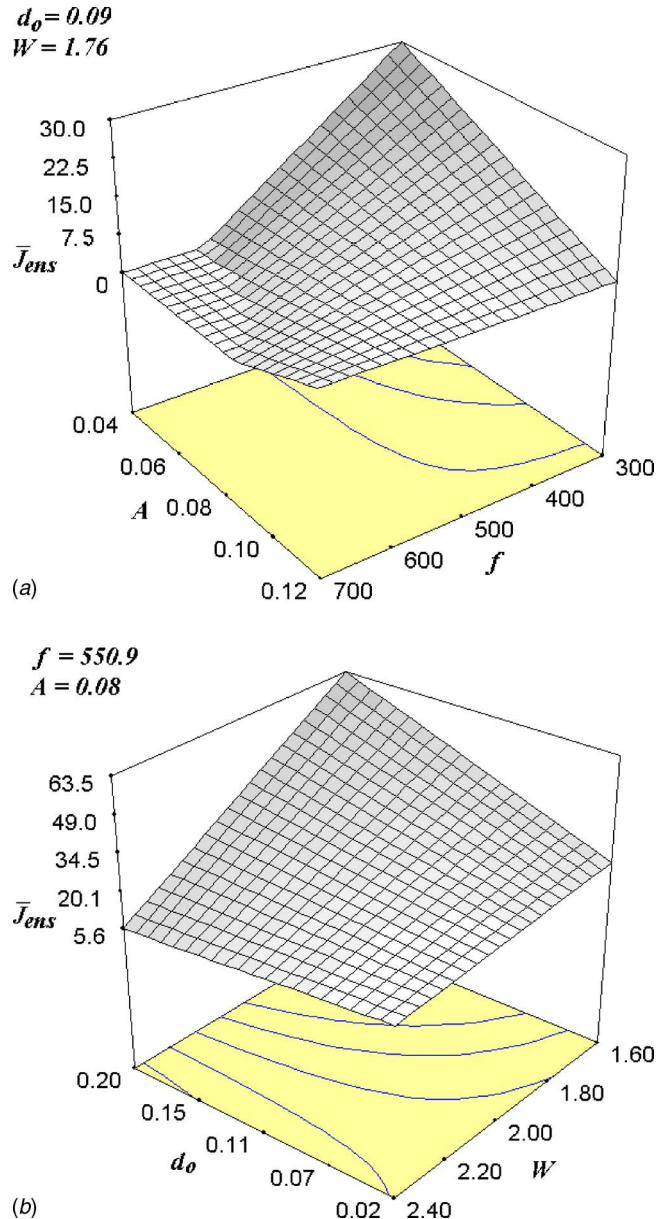 d_o = 0.09
W = 1.76
30.0
22.5
15.0
7.5
J̄_ens
0
0.04
0.06
A 0.08
0.10
0.12
700
600
500
400
300
f
(a)
f = 550.9
A = 0.08
63.5
49.0
34.5
20.1
J̄_ens
5.6
0.20
0.15
0.11
0.07
0.02
d_o
2.40
2.20
2.00
1.80
1.60
W
(b)